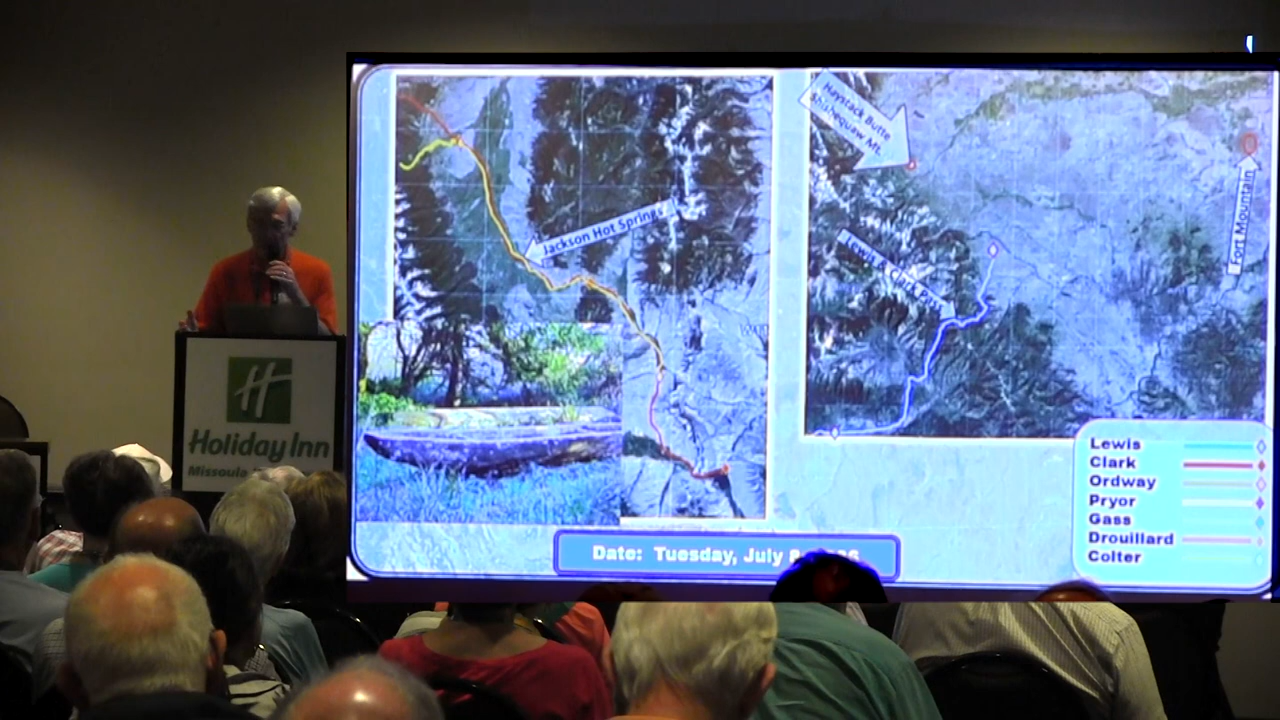 Haystack Butte
Shishequaw Mt.
Fort Mountain
Jackson Hot Springs
Lewis & Clark Pass
H
Holiday Inn
Missoula
Lewis
Clark
Ordway
Pryor
Gass
Drouillard
Colter
Date: Tuesday, July